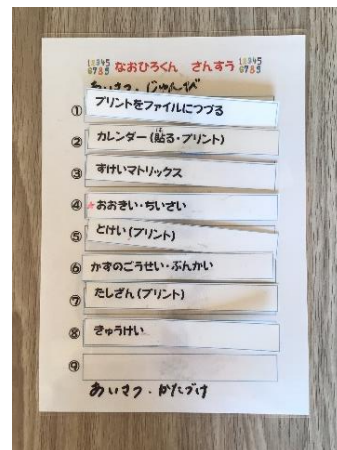 12345 なおひろくん さんすう 12345
6789 6789
あいさつ・じゅんび
① プリントをファイルにつづる
② カレンダー(貼る・プリント)
③ すけいマトリックス
④ ☆おおきい・ちいさい
⑤ とけい(プリント)
⑥ かずのごうせい・ぶんかい
⑦ たしざん(プリント)
⑧ きゅうけい
⑨
あいさつ・かたづけ